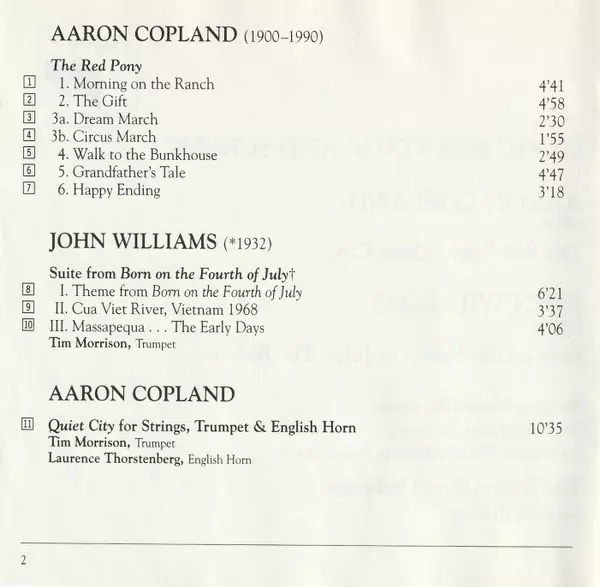 AARON COPLAND (1900–1990)
The Red Pony
1 1. Morning on the Ranch 4'41
2 2. The Gift 4'58
3 3a. Dream March 2'30
4 3b. Circus March 1'55
5 4. Walk to the Bunkhouse 2'49
6 5. Grandfather's Tale 4'47
7 6. Happy Ending 3'18
JOHN WILLIAMS (*1932)
Suite from Born on the Fourth of July†
8 I. Theme from Born on the Fourth of July 6'21
9 II. Cua Viet River, Vietnam 1968 3'37
10 III. Massapequa . . . The Early Days 4'06
Tim Morrison, Trumpet
AARON COPLAND
11 Quiet City for Strings, Trumpet & English Horn 10'35
Tim Morrison, Trumpet
Laurence Thorstenberg, English Horn
2